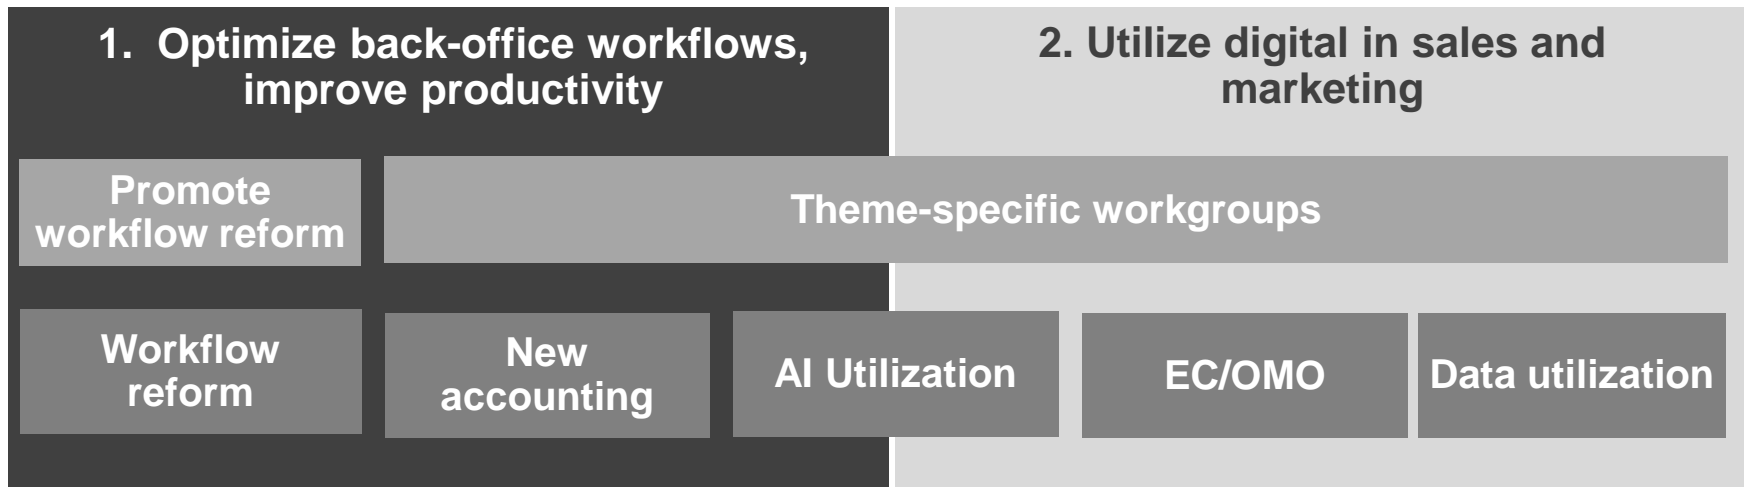 1. Optimize back-office workflows,
improve productivity
2. Utilize digital in sales and
marketing
Promote
workflow reform
Theme-specific workgroups
Workflow
reform
New
accounting
AI Utilization
EC/OMO
Data utilization